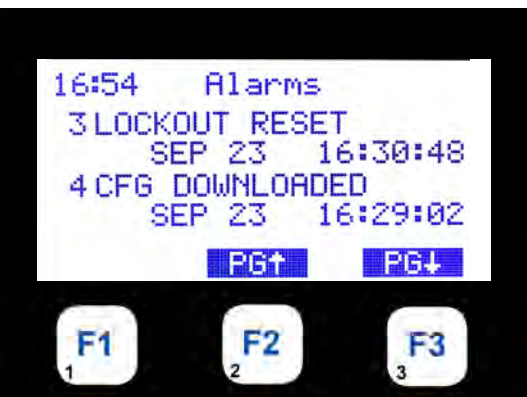 16:54 Alarms
3 LOCKOUT RESET
SEP 23 16:30:48
4 CFG DOWNLOADED
SEP 23 16:29:02
PG↑ PG↓
F1 F2 F3
1 2 3